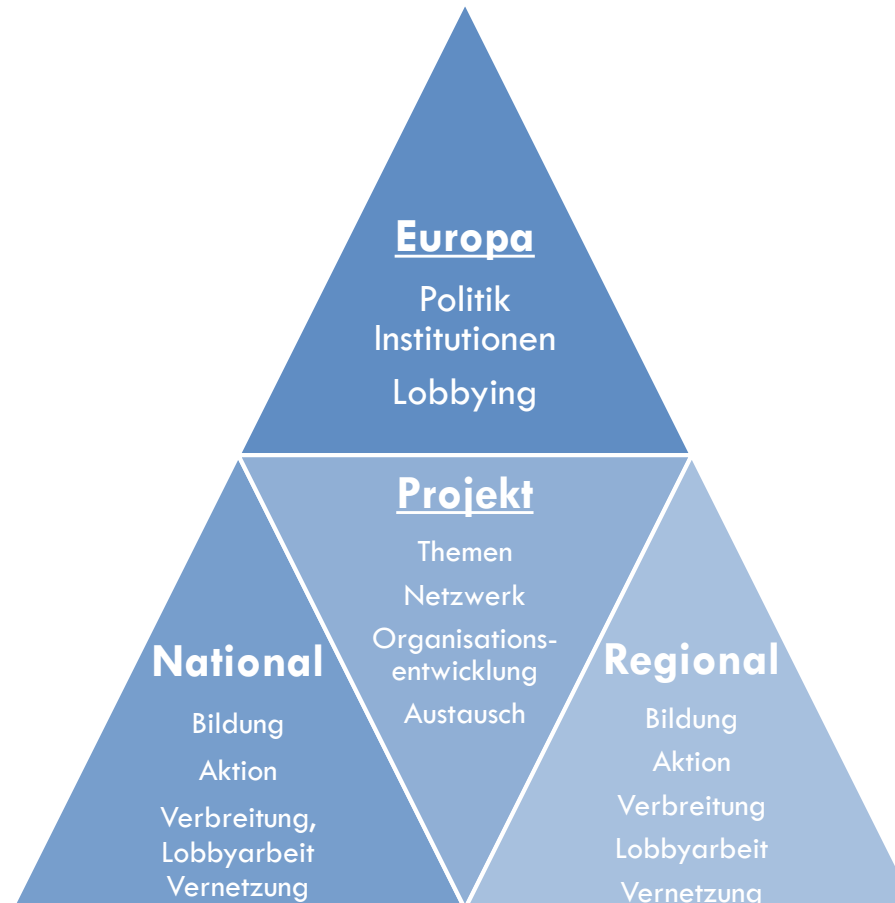 Europa
Politik
Institutionen
Lobbying
Projekt
Themen
Netzwerk
Organisations-
entwicklung
Austausch
National
Bildung
Aktion
Verbreitung,
Lobbyarbeit
Vernetzung
Regional
Bildung
Aktion
Verbreitung
Lobbyarbeit
Vernetzung